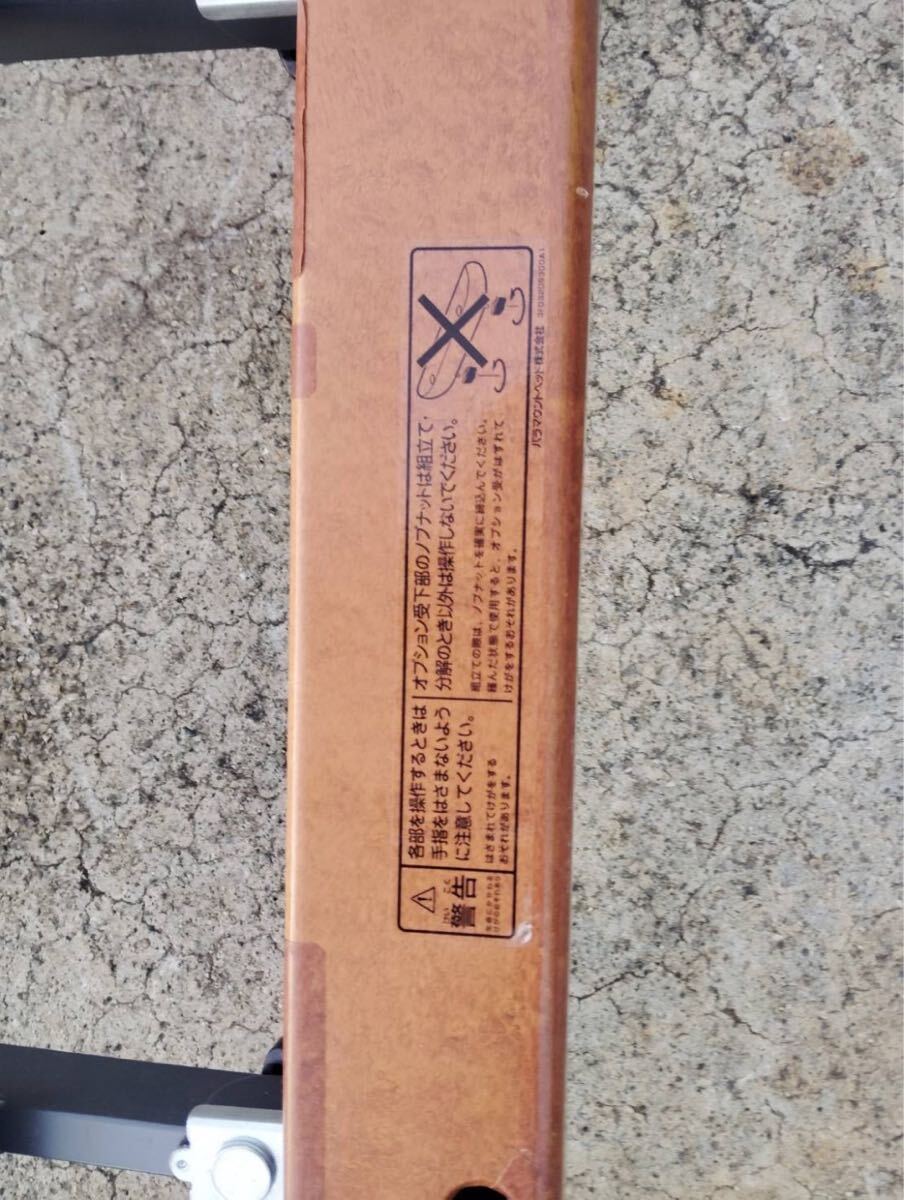 警告
けい こく
各部を操作するときは
手指をはさまないよう
に注意してください。
はさまれてけがをする
おそれがあります。
オプション受下部のノブナットは組立て・
分解のとき以外は操作しないでください。
組立ての際は、ノブナットを確実に締込んでください。
緩んだ状態で使用すると、オプション受がはずれて
けがをするおそれがあります。
パラマウントベッド株式会社